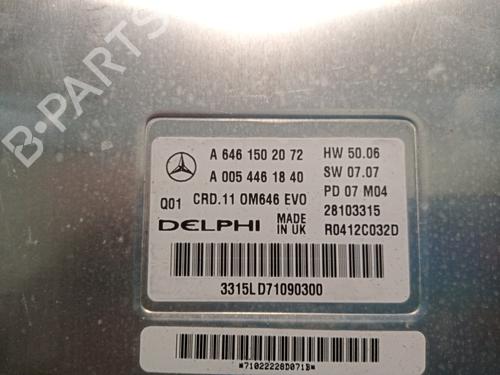 B-PARTS
A 646 150 20 72 HW 50.06
A 005 446 18 40 SW 07.07
Q01 CRD.11 OM646 EVO PD 07 M04
28103315
DELPHI MADE IN UK R0412C032D
3315LD71090300
*71022228D071B*